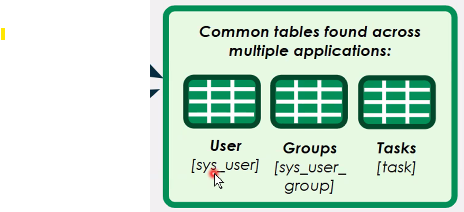 Common tables found across
multiple applications:
User Groups Tasks
[sys_user] [sys_user_ [task]
group]